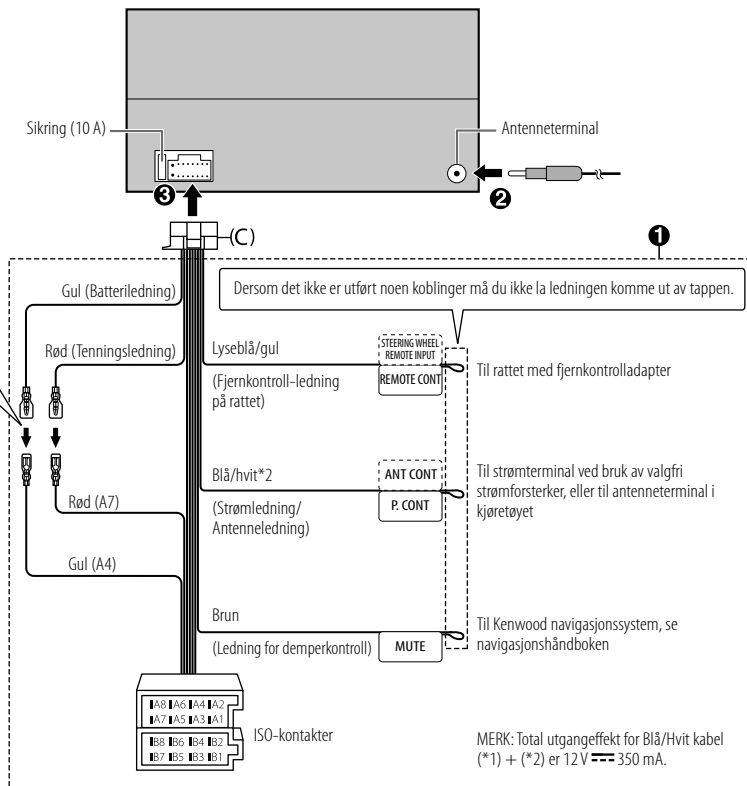 Sikring (10 A)
Antenneterminal
3
2
(C)
1
Gul (Batteriledning)
Dersom det ikke er utført noen koblinger må du ikke la ledningen komme ut av tappen.
Rød (Tenningsledning)
Lyseblå/gul
(Fjernkontroll-ledning
på rattet)
STEERING WHEEL
REMOTE INPUT
REMOTE CONT
Til rattet med fjernkontrolladapter
Blå/hvit*2
(Strømledning/
Antenneledning)
ANT CONT
P. CONT
Til strømterminal ved bruk av valgfri
strømforsterker, eller til antenneterminal i
kjøretøyet
Rød (A7)
Gul (A4)
Brun
(Ledning for demperkontroll)
MUTE
Til Kenwood navigasjonssystem, se
navigasjonshåndboken
A8 A6 A4 A2
A7 A5 A3 A1
B8 B6 B4 B2
B7 B5 B3 B1
ISO-kontakter
MERK: Total utgangeffekt for Blå/Hvit kabel
(*1) + (*2) er 12 V ⎓ 350 mA.